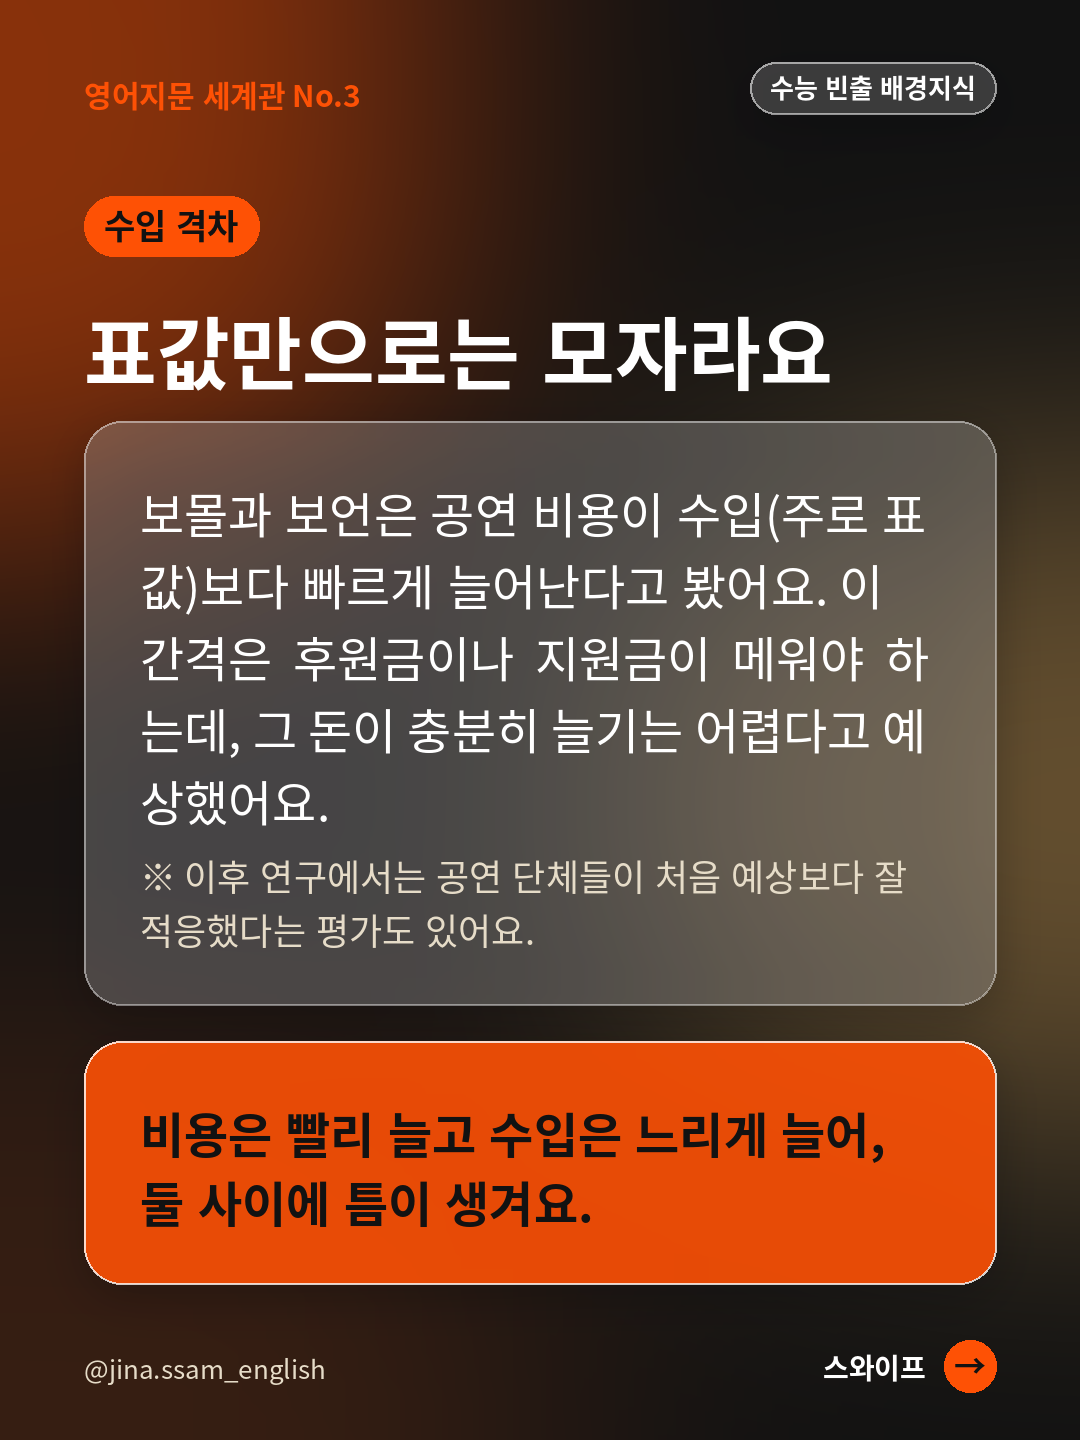 영어지문 세계관 No.3
수능 빈출 배경지식
수입 격차
표값만으로는 모자라요
보몰과 보언은 공연 비용이 수입(주로 표
값)보다 빠르게 늘어난다고 봤어요. 이
간격은 후원금이나 지원금이 메워야 하
는데, 그 돈이 충분히 늘기는 어렵다고 예
상했어요.
※ 이후 연구에서는 공연 단체들이 처음 예상보다 잘
적응했다는 평가도 있어요.
비용은 빨리 늘고 수입은 느리게 늘어,
둘 사이에 틈이 생겨요.
@jina.ssam_english
스와이프 →